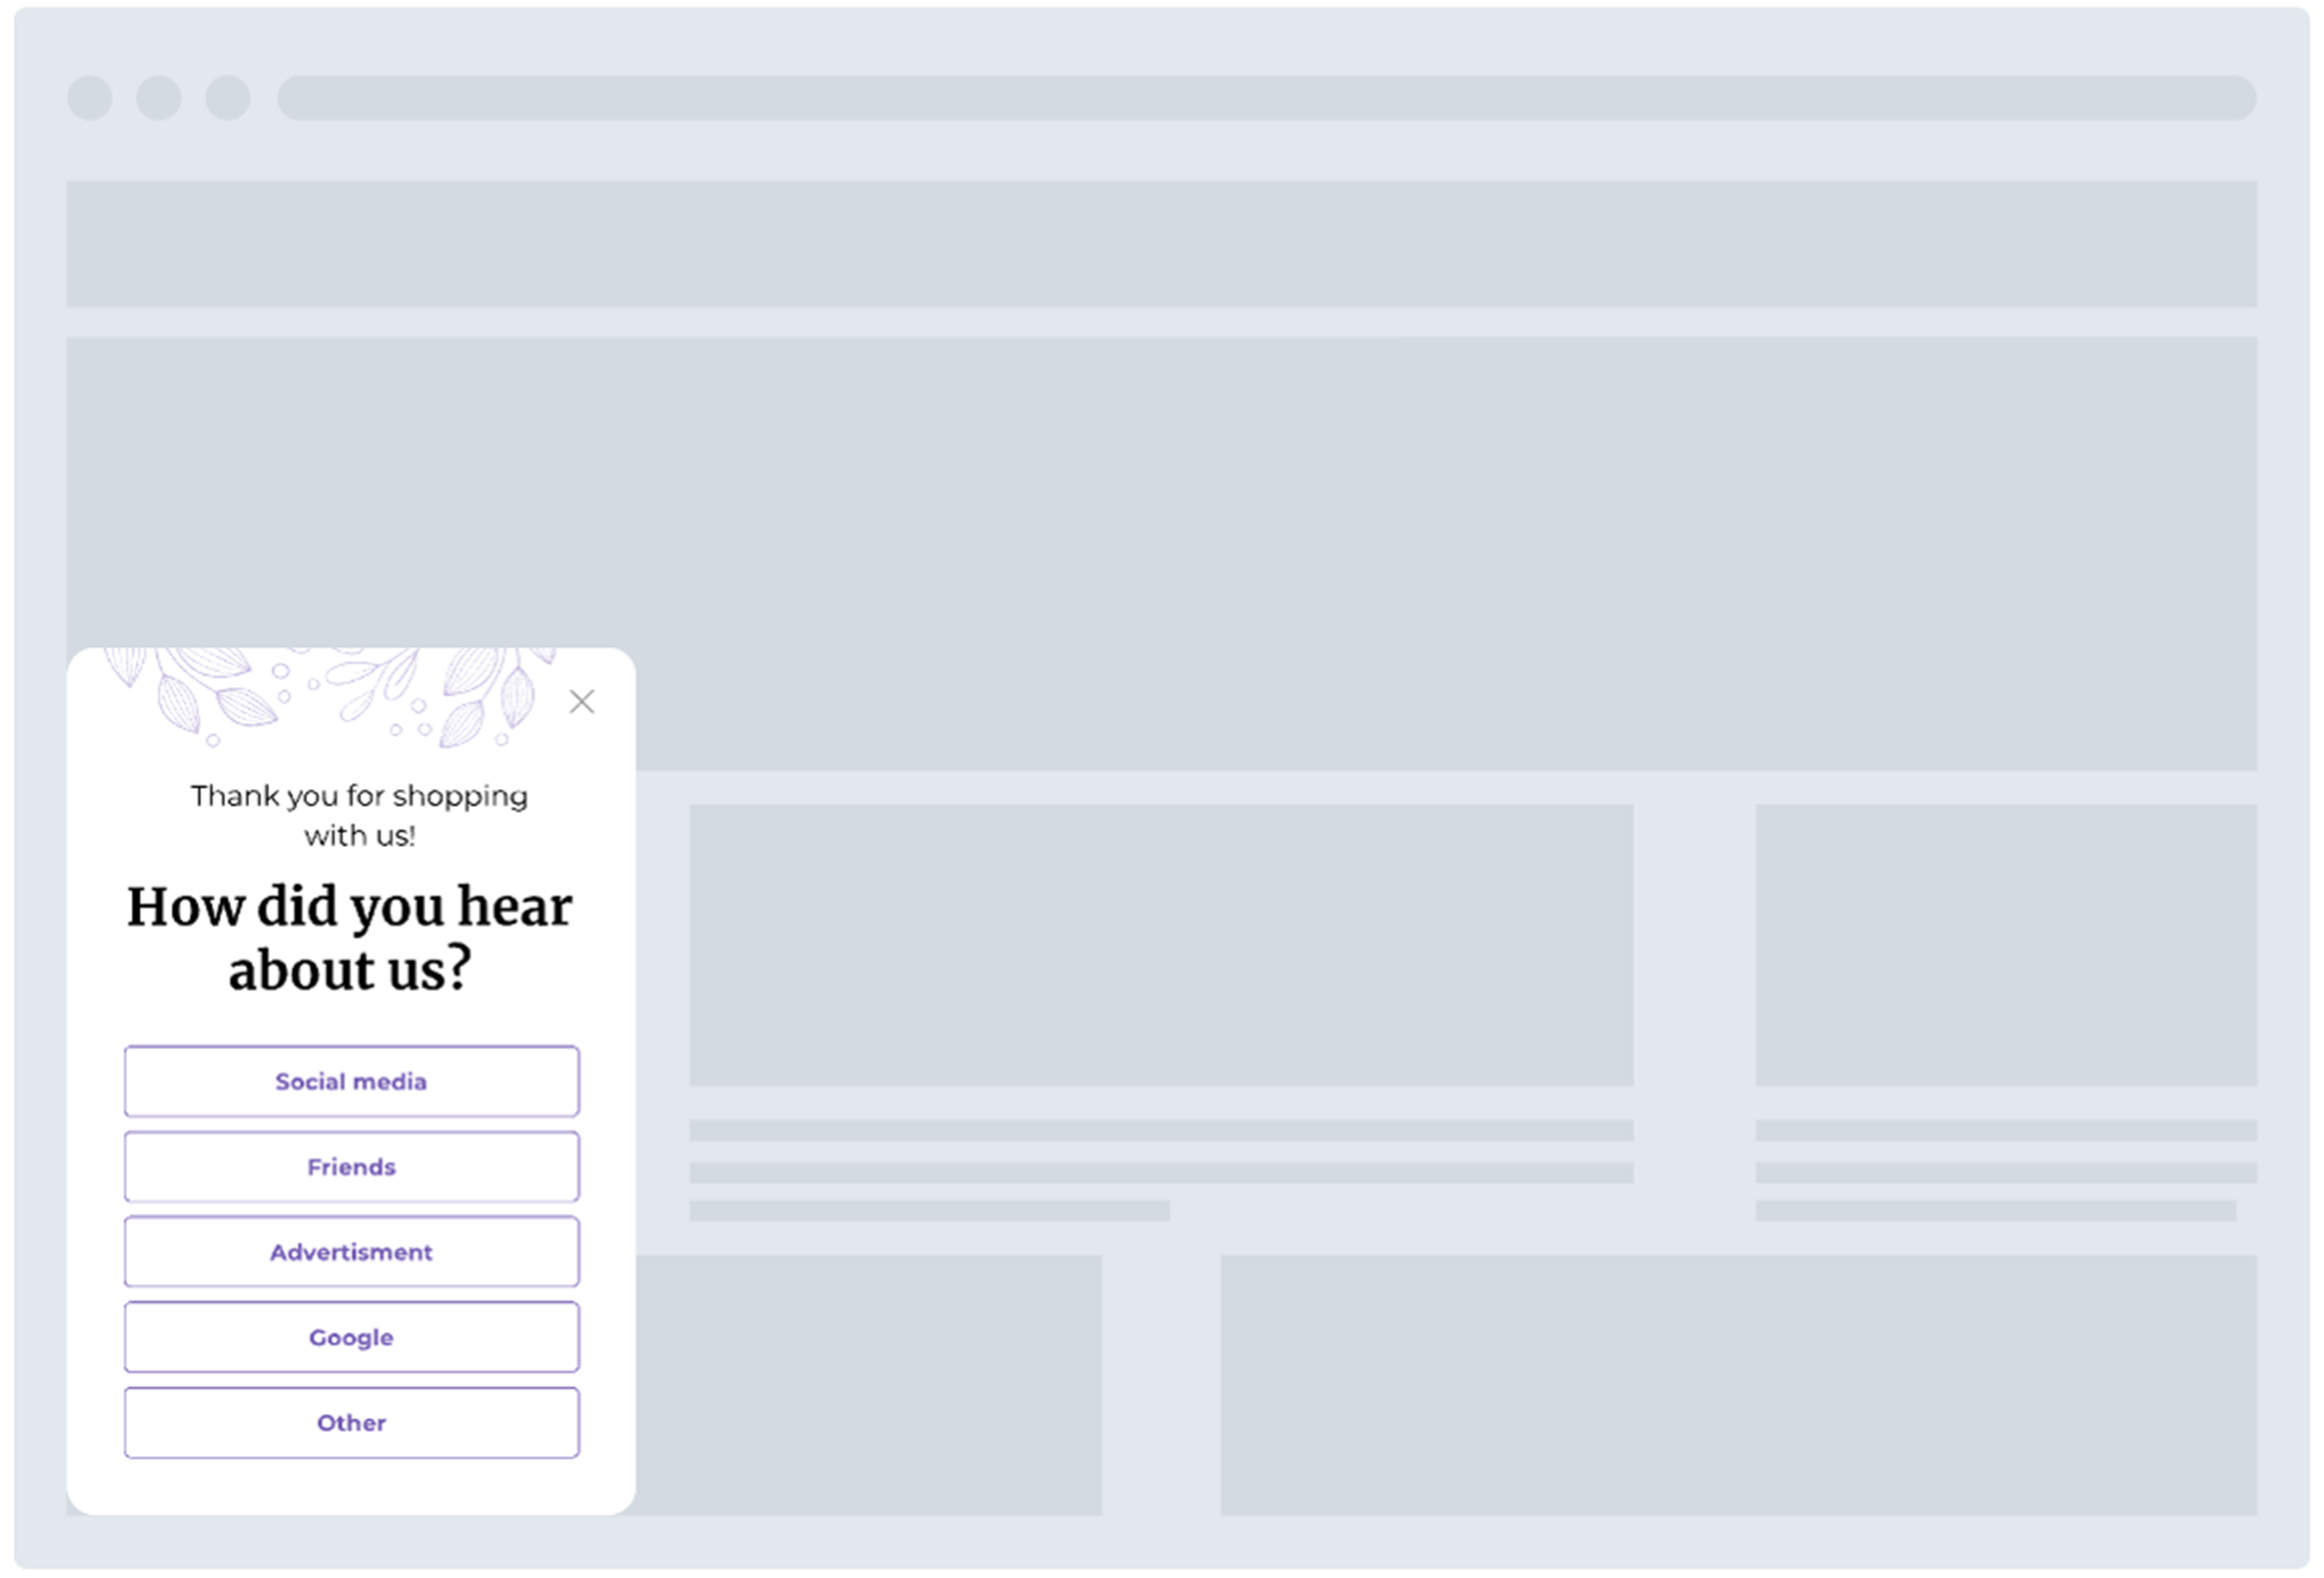 Thank you for shopping
with us!
How did you hear
about us?
Social media
Friends
Advertisment
Google
Other